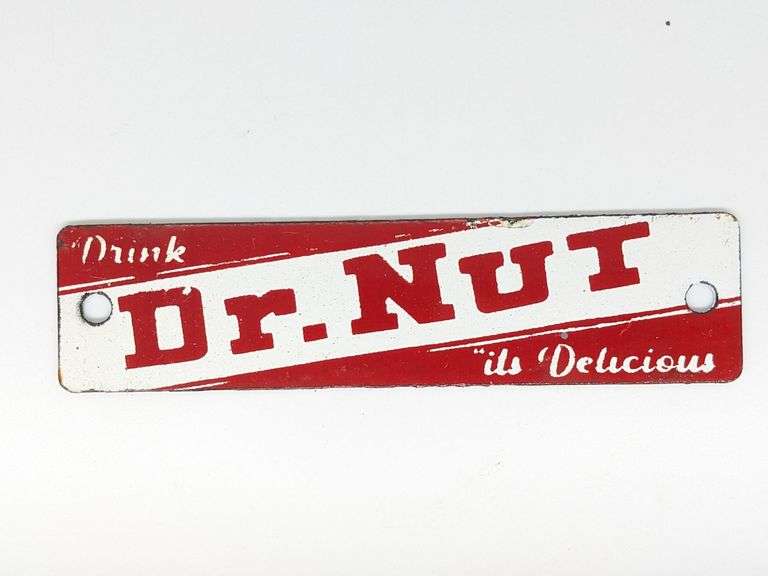 Drink
Dr. Nut
"its Delicious